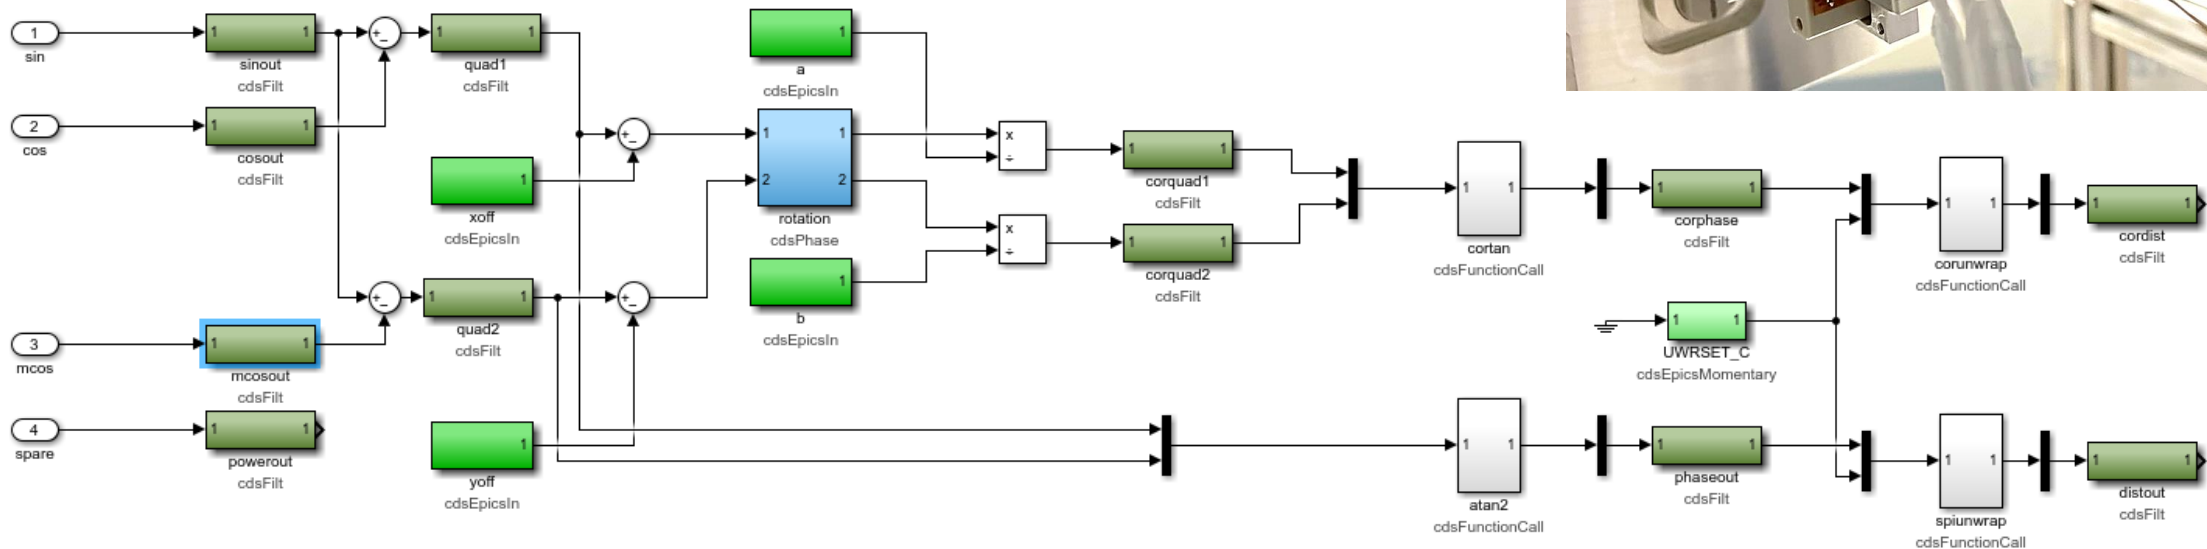 1
sin
1 1
sinout
cdsFilt
+
−
1 1
quad1
cdsFilt
1
a
cdsEpicsIn
2
cos
1 1
cosout
cdsFilt
1
xoff
cdsEpicsIn
+
−
1 1
2 2
rotation
cdsPhase
x
÷
1 1
corquad1
cdsFilt
x
÷
1 1
corquad2
cdsFilt
1
b
cdsEpicsIn
1 1
cortan
cdsFunctionCall
1 1
corphase
cdsFilt
1 1
corunwrap
cdsFunctionCall
1 1
cordist
cdsFilt
+
−
1 1
quad2
cdsFilt
+
−
3
mcos
1 1
mcosout
cdsFilt
1 1
UWRSET_C
cdsEpicsMomentary
4
spare
1 1
powerout
cdsFilt
1
yoff
cdsEpicsIn
1 1
atan2
cdsFunctionCall
1 1
phaseout
cdsFilt
1 1
spiunwrap
cdsFunctionCall
1 1
distout
cdsFilt